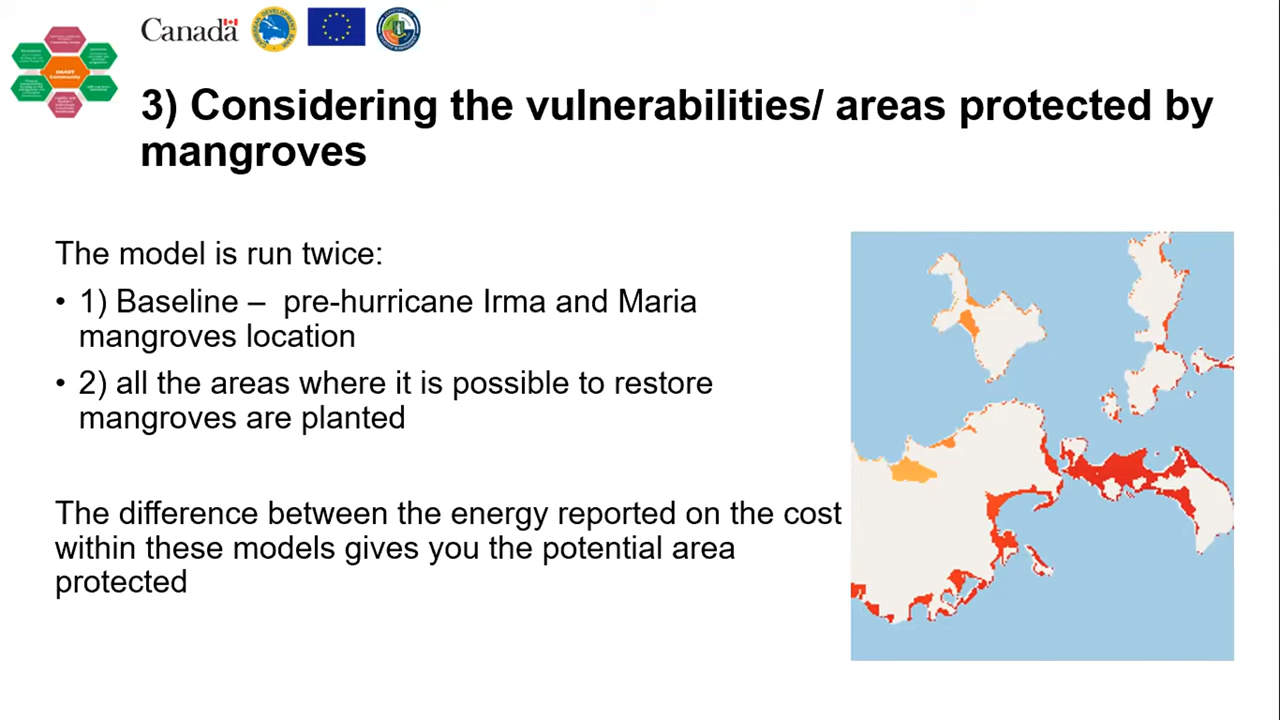 Canada
SMART
Community
3) Considering the vulnerabilities/ areas protected by
mangroves
The model is run twice:
• 1) Baseline – pre-hurricane Irma and Maria
mangroves location
• 2) all the areas where it is possible to restore
mangroves are planted
The difference between the energy reported on the cost
within these models gives you the potential area
protected